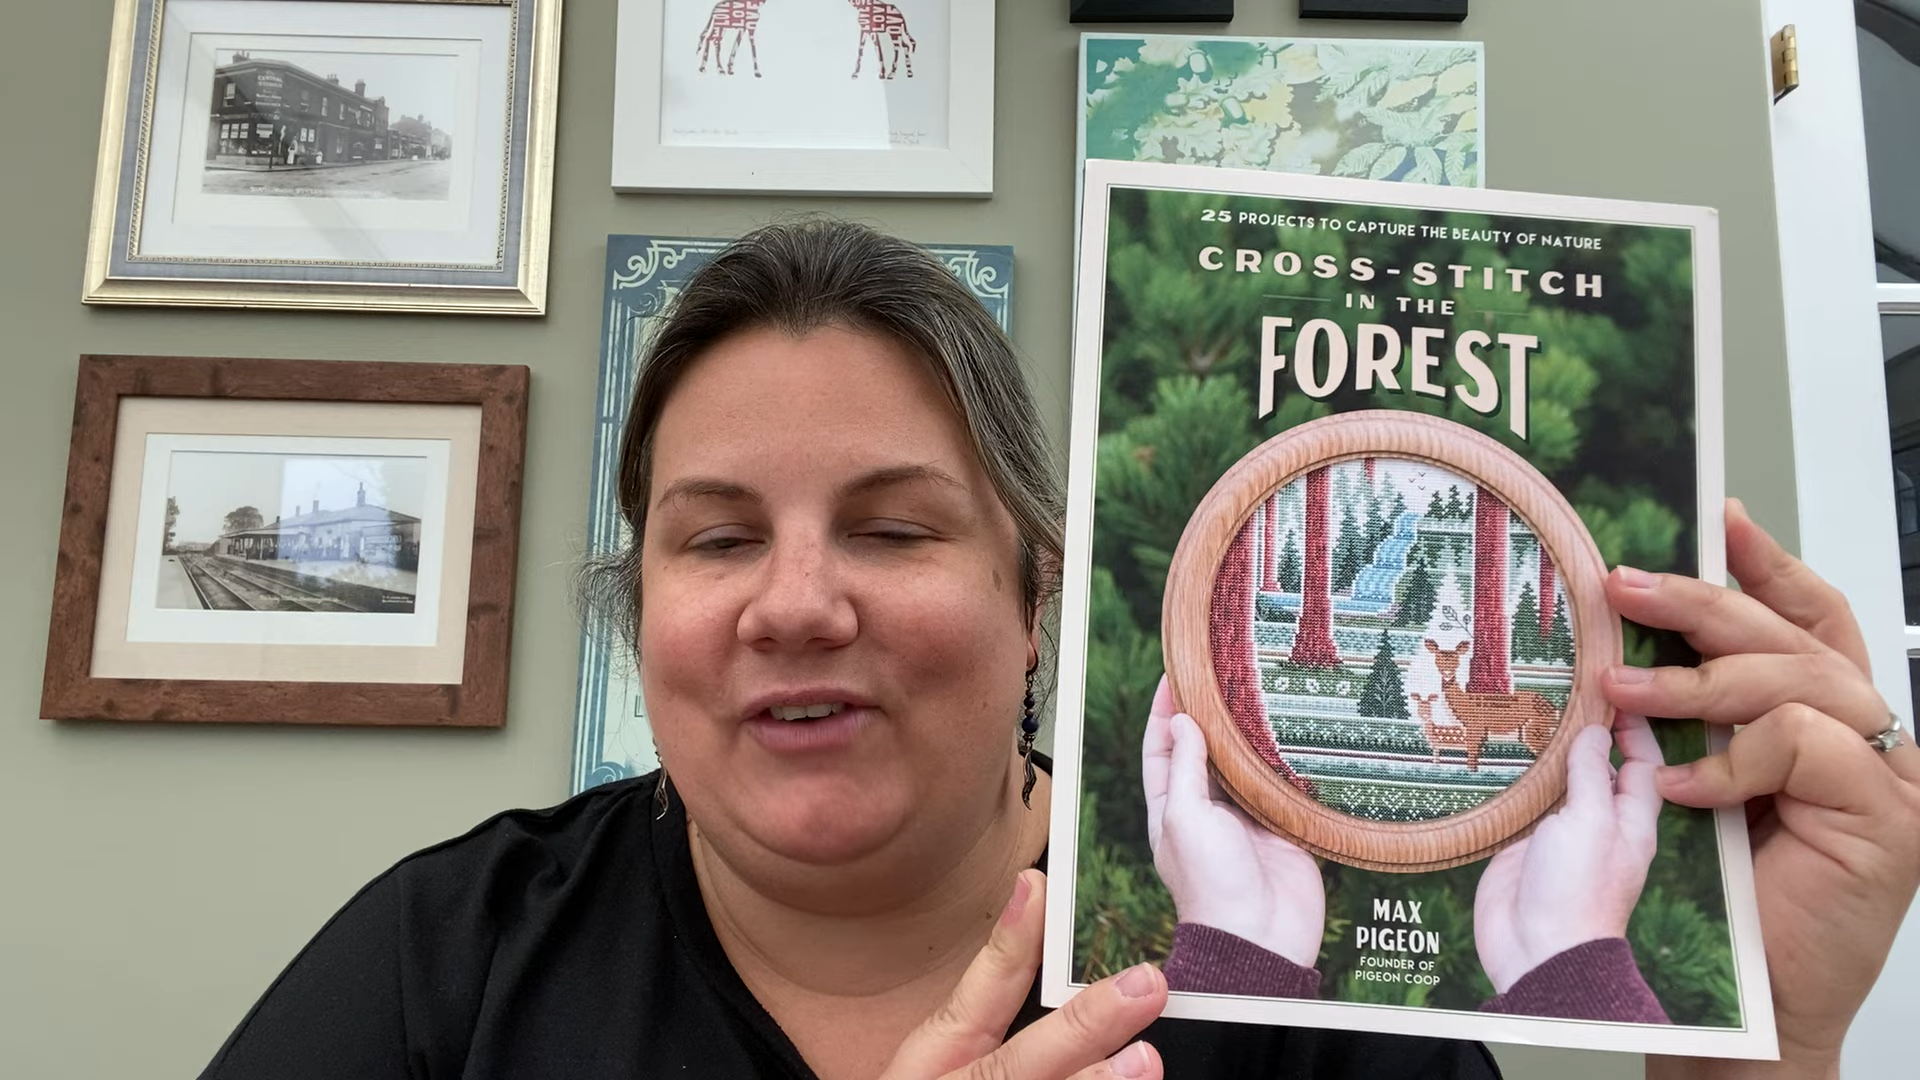 25 PROJECTS TO CAPTURE THE BEAUTY OF NATURE
CROSS-STITCH
IN THE
FOREST
MAX
PIGEON
FOUNDER OF
PIGEON COOP